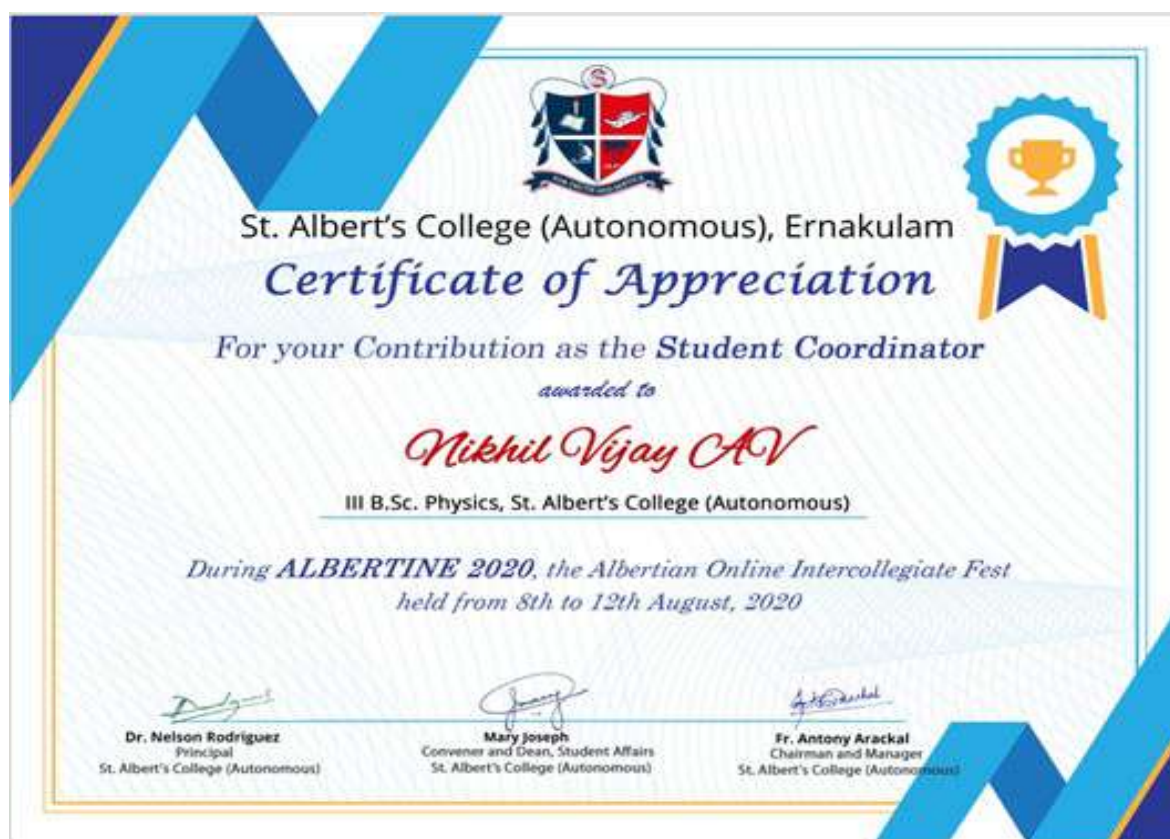 S
St. Albert's College (Autonomous), Ernakulam
Certificate of Appreciation
For your Contribution as the Student Coordinator
awarded to
Nikhil Vijay AV
III B.Sc. Physics, St. Albert's College (Autonomous)
During ALBERTINE 2020, the Albertian Online Intercollegiate Fest
held from 8th to 12th August, 2020
Dr. Nelson Rodriguez
Principal
St. Albert's College (Autonomous)
Mary Joseph
Convener and Dean, Student Affairs
St. Albert's College (Autonomous)
Fr. Antony Arackal
Chairman and Manager
St. Albert's College (Autonomous)